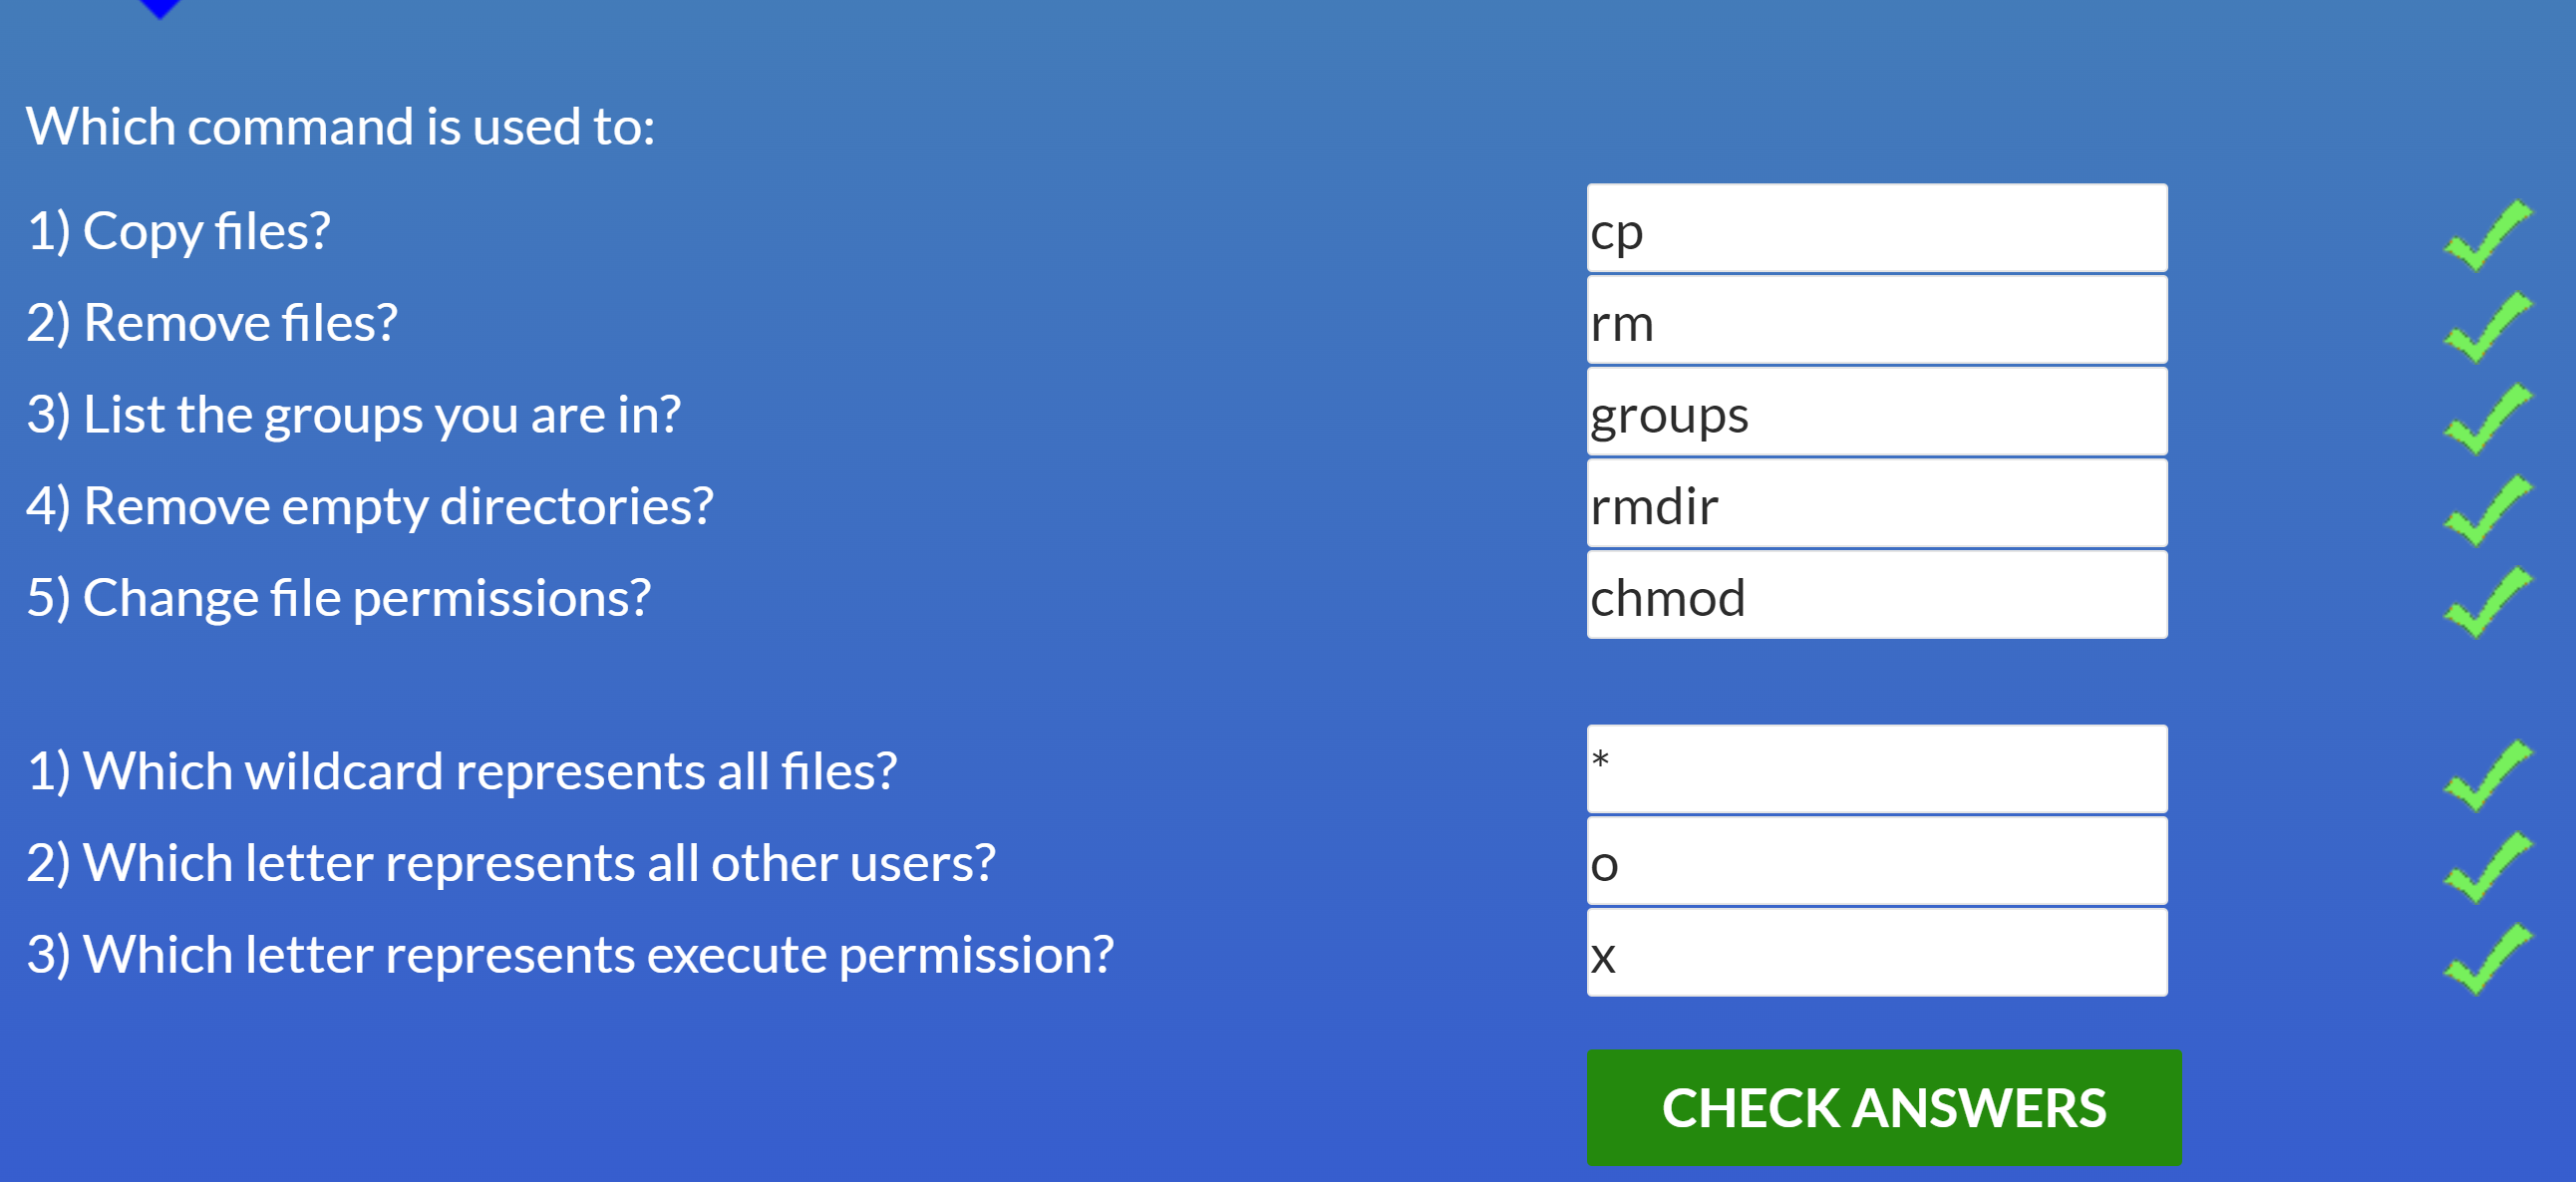 Which command is used to:
1) Copy files? cp
2) Remove files? rm
3) List the groups you are in? groups
4) Remove empty directories? rmdir
5) Change file permissions? chmod
1) Which wildcard represents all files? *
2) Which letter represents all other users? o
3) Which letter represents execute permission? x
CHECK ANSWERS